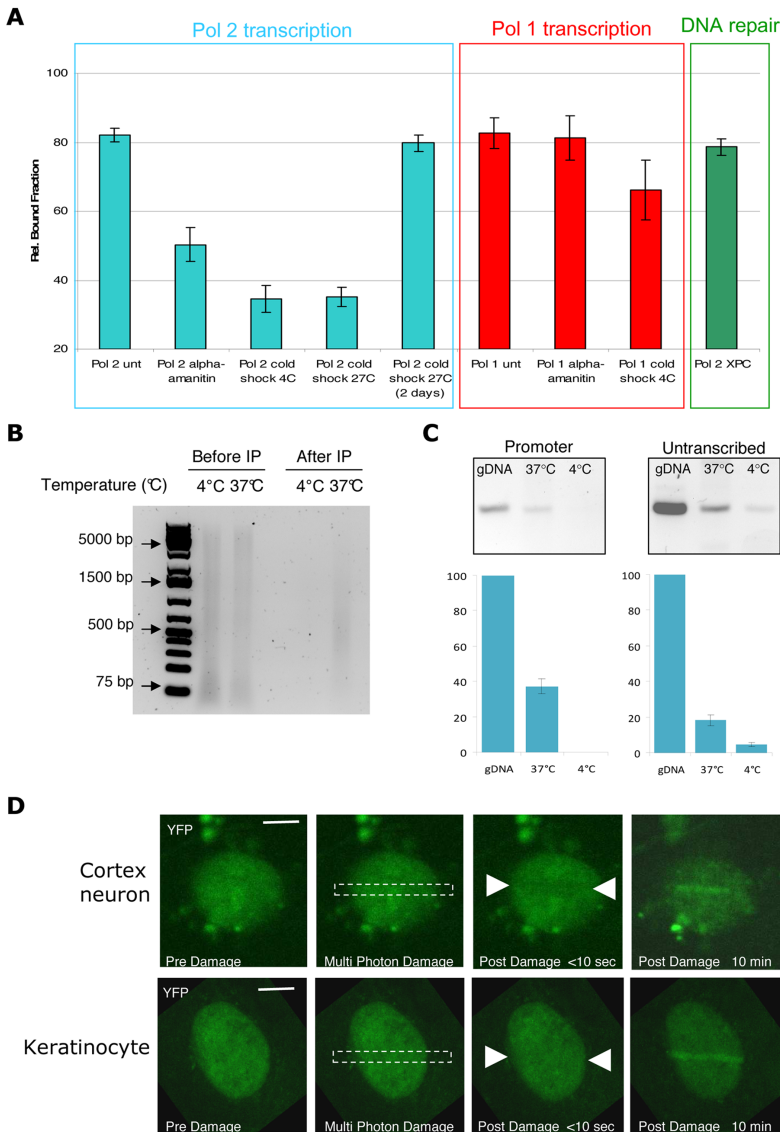 A
Pol 2 transcription
Pol 1 transcription
DNA repair
Rel. Bound Fraction
100
80
60
40
20
Pol 2 unt
Pol 2 alpha-
amanitin
Pol 2 cold
shock 4C
Pol 2 cold
shock 27C
Pol 2 cold
shock 27C
(2 days)
Pol 1 unt
Pol 1 alpha-
amanitin
Pol 1 cold
shock 4C
Pol 2 XPC
B
Before IP
After IP
Temperature (°C)
4°C 37°C
4°C 37°C
5000 bp
1500 bp
500 bp
75 bp
C
Promoter
gDNA 37°C 4°C
100
80
60
40
20
0
gDNA 37°C 4°C
Untranscribed
gDNA 37°C 4°C
100
80
60
40
20
0
gDNA 37°C 4°C
D
Cortex
neuron
YFP
Pre Damage
Multi Photon Damage
Post Damage <10 sec
Post Damage 10 min
Keratinocyte
YFP
Pre Damage
Multi Photon Damage
Post Damage <10 sec
Post Damage 10 min